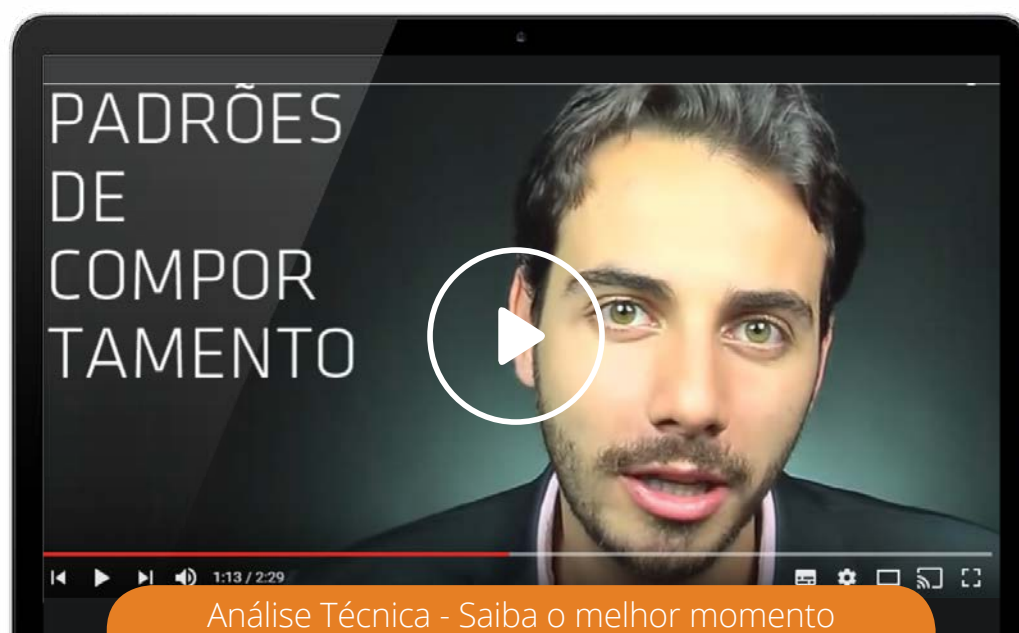 PADRÕES
DE
COMPOR
TAMENTO
1:13 / 2:29
Análise Técnica - Saiba o melhor momento